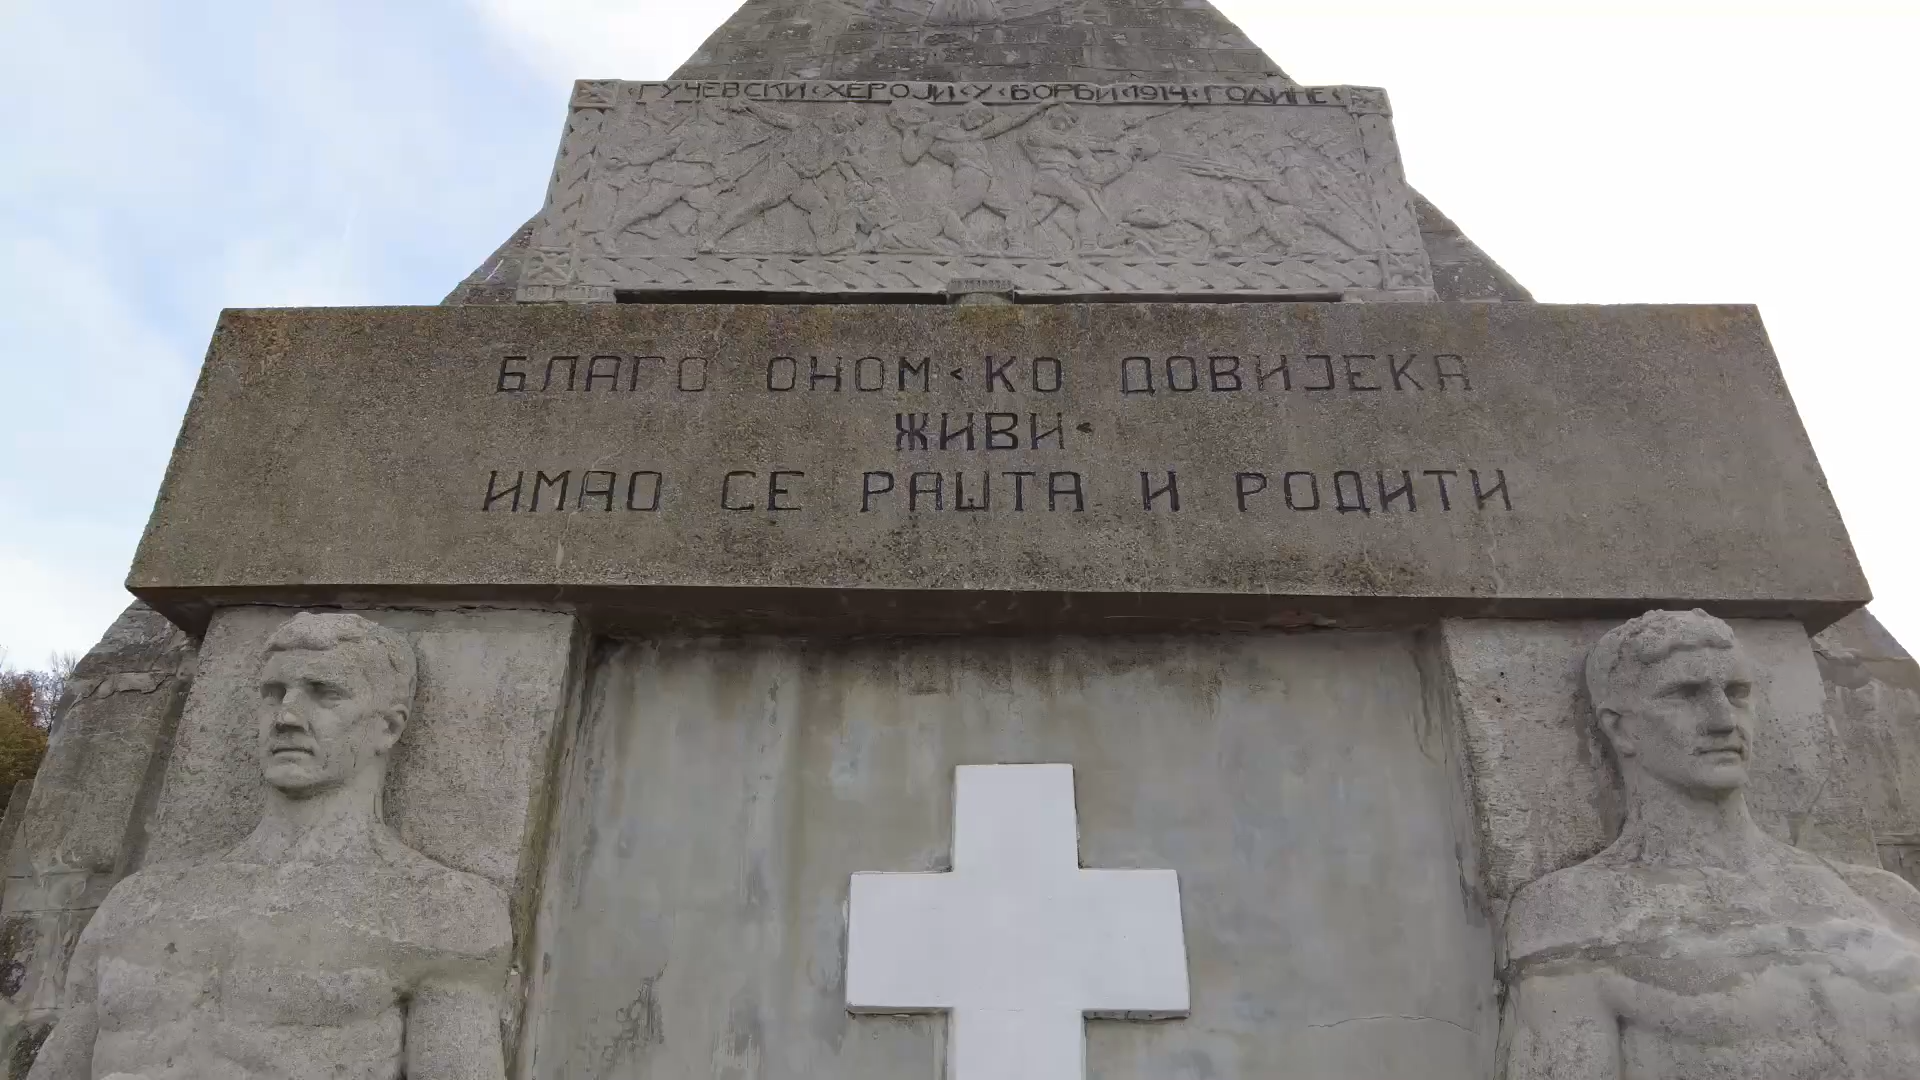 ‹ГУЧЕВСКИ‹ХЕРОЈИ‹У‹БОРБИ‹1914‹ГОДИНЕ‹
БЛАГО ОНОМ‹КО ДОВИЈЕКА
ЖИВИ‹
ИМАО СЕ РАШТА И РОДИТИ